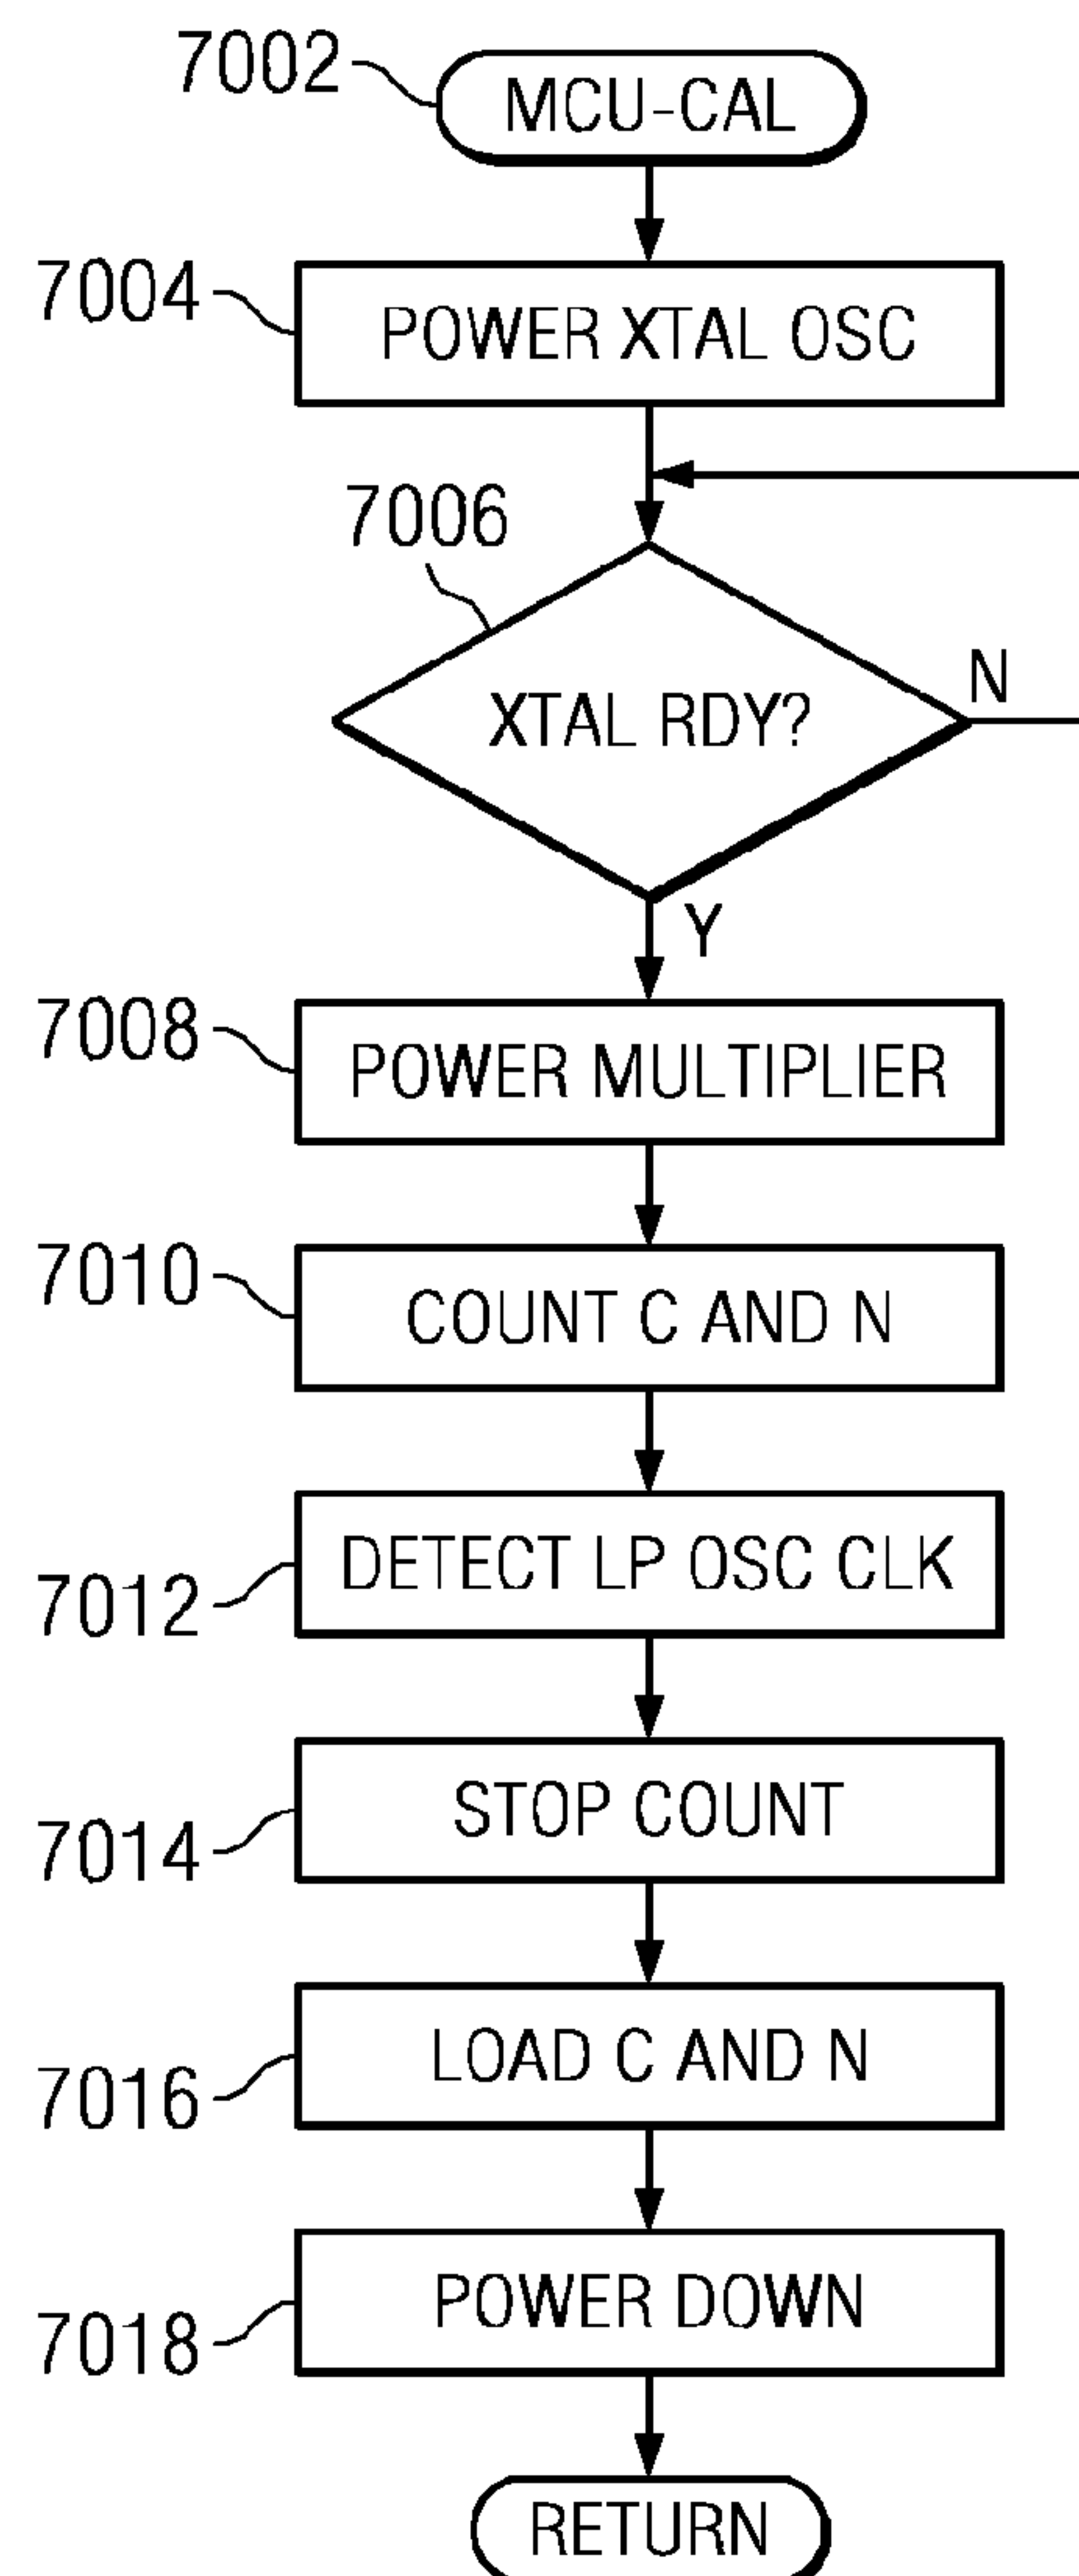 7002
MCU-CAL
7004
POWER XTAL OSC
7006
XTAL RDY?
N
Y
7008
POWER MULTIPLIER
7010
COUNT C AND N
7012
DETECT LP OSC CLK
7014
STOP COUNT
7016
LOAD C AND N
7018
POWER DOWN
RETURN